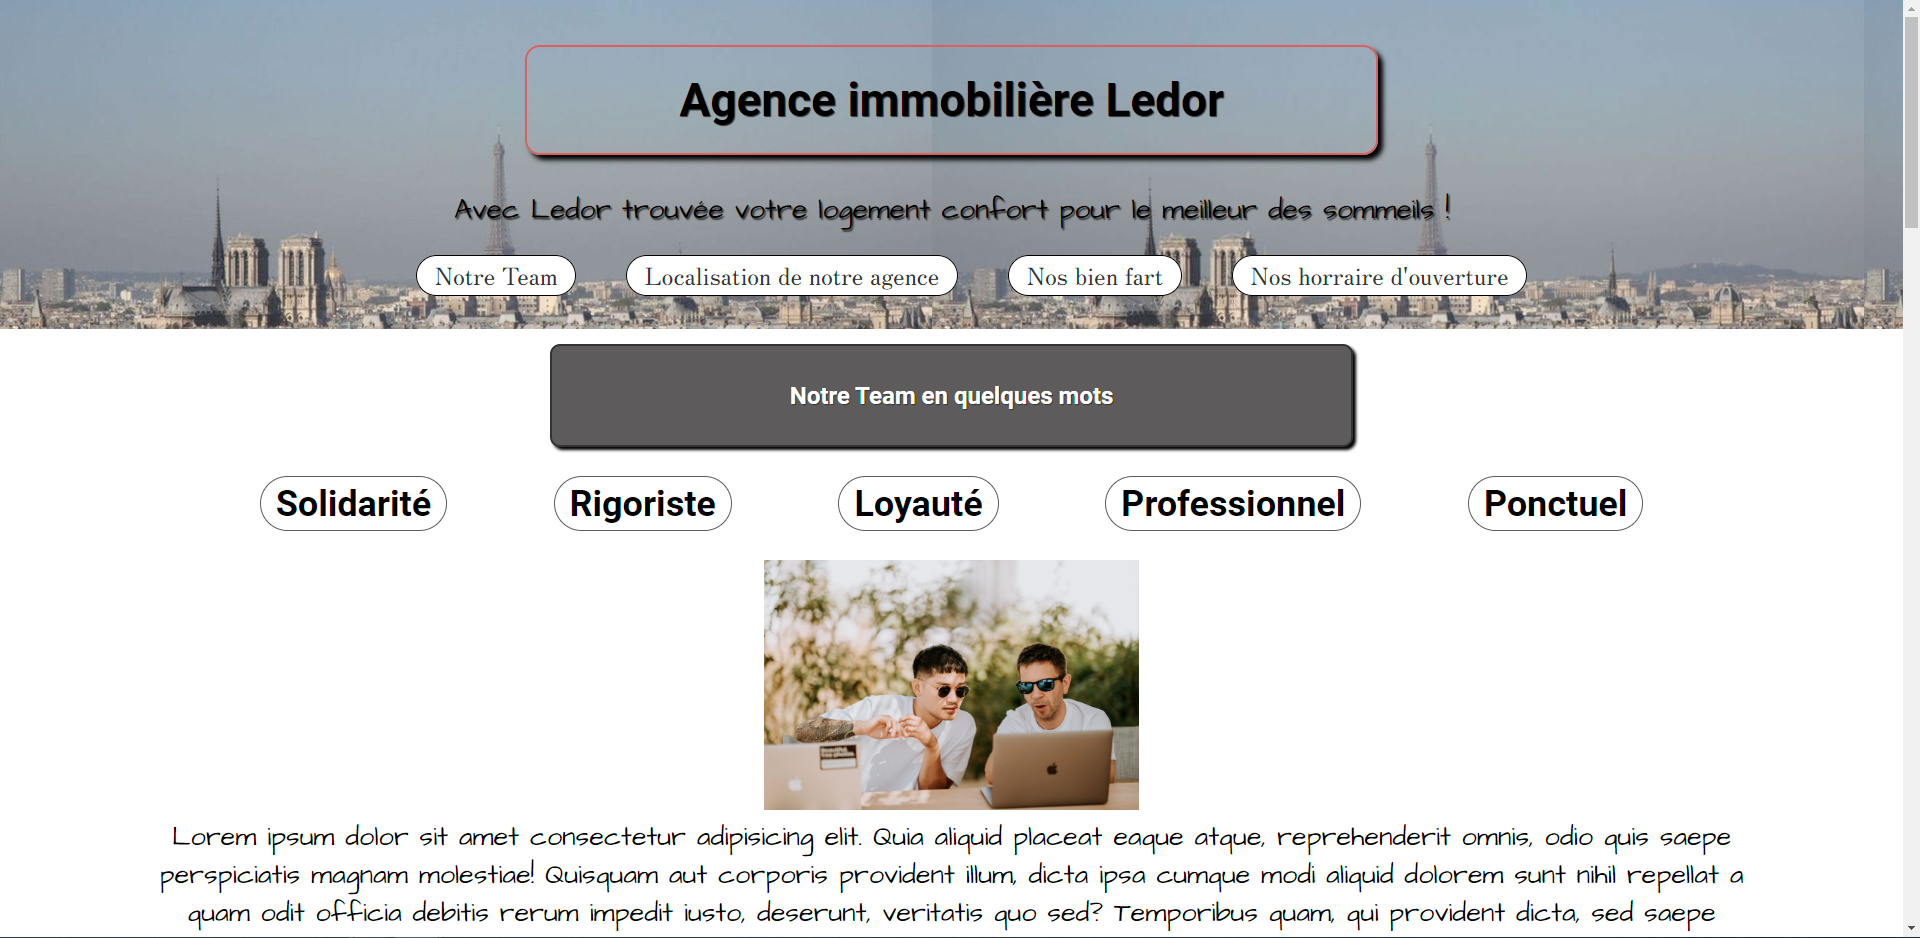 Agence immobilière Ledor
Avec Ledor trouvée votre logement confort pour le meilleur des sommeils !
Notre Team
Localisation de notre agence
Nos bien fart
Nos horraire d'ouverture
Notre Team en quelques mots
Solidarité
Rigoriste
Loyauté
Professionnel
Ponctuel
Lorem ipsum dolor sit amet consectetur adipisicing elit. Quia aliquid placeat eaque atque, reprehenderit omnis, odio quis saepe
perspiciatis magnam molestiae! Quisquam aut corporis provident illum, dicta ipsa cumque modi aliquid dolorem sunt nihil repellat a
quam odit officia debitis rerum impedit iusto, deserunt, veritatis quo sed? Temporibus quam, qui provident dicta, sed saepe